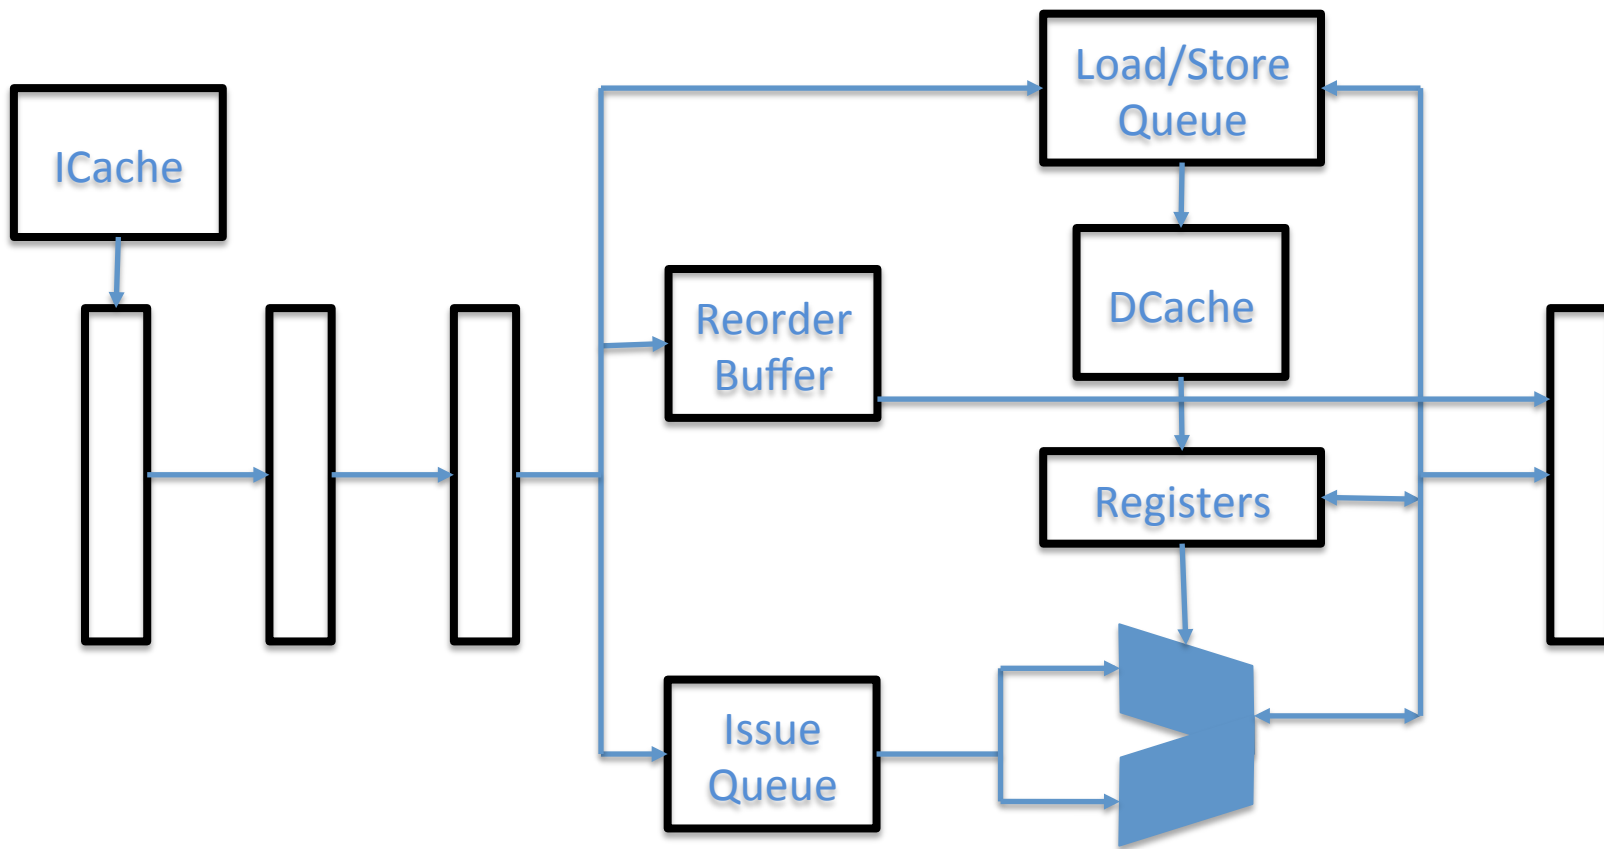 Load/Store
Queue
ICache
Reorder
Buffer
DCache
Registers
Issue
Queue